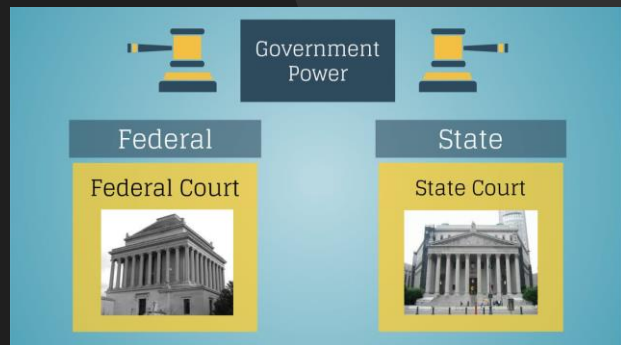 Government
Power
Federal
State
Federal Court
State Court